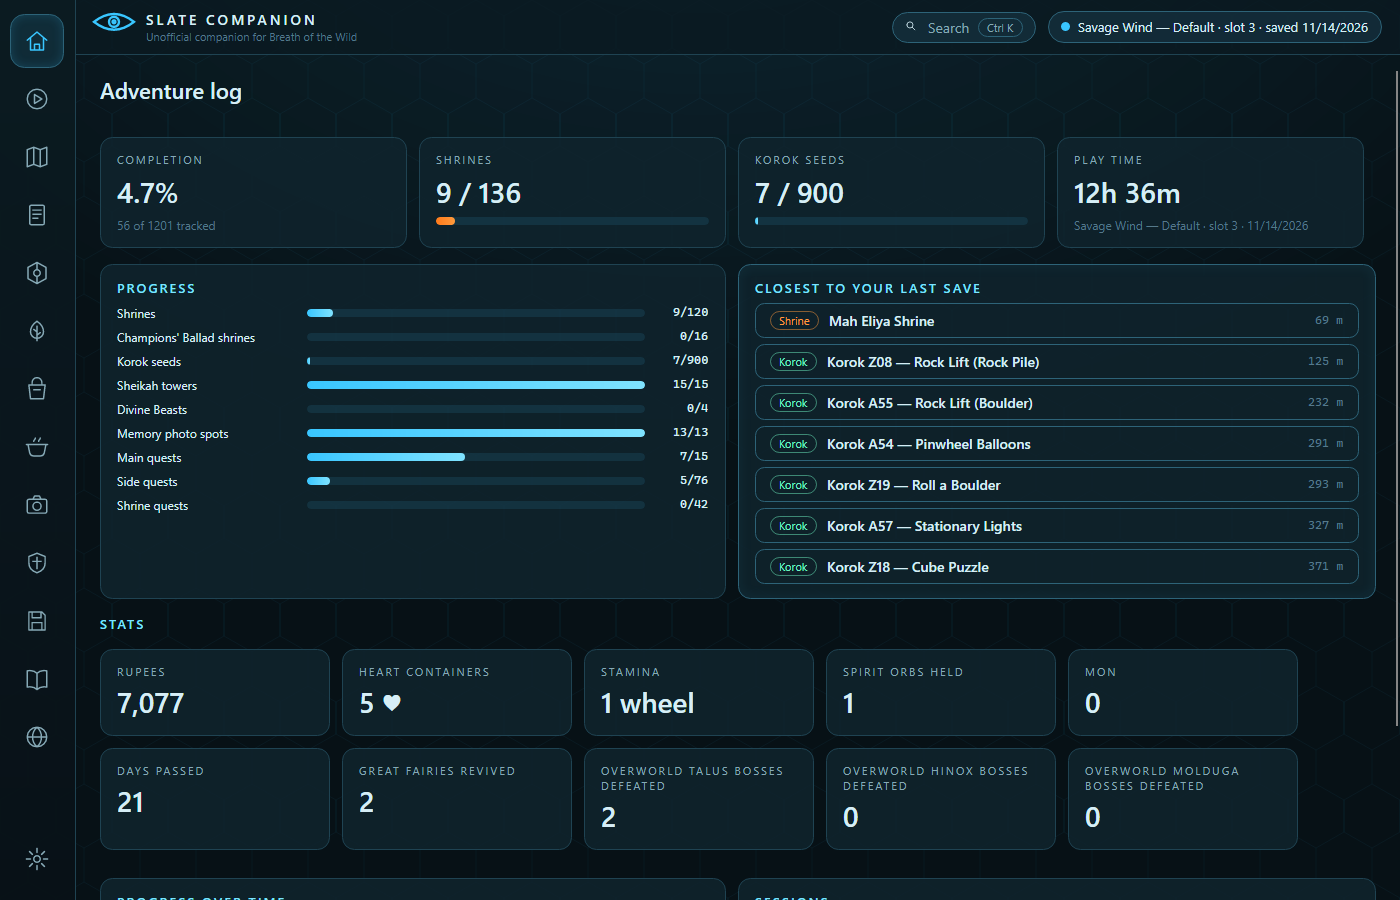 SLATE COMPANION
Unofficial companion for Breath of the Wild
Search Ctrl K
Savage Wind — Default · slot 3 · saved 11/14/2026
Adventure log
COMPLETION
4.7%
56 of 1201 tracked
SHRINES
9 / 136
KOROK SEEDS
7 / 900
PLAY TIME
12h 36m
Savage Wind — Default · slot 3 · 11/14/2026
PROGRESS
Shrines 9/120
Champions' Ballad shrines 0/16
Korok seeds 7/900
Sheikah towers 15/15
Divine Beasts 0/4
Memory photo spots 13/13
Main quests 7/15
Side quests 5/76
Shrine quests 0/42
CLOSEST TO YOUR LAST SAVE
Shrine Mah Eliya Shrine 69 m
Korok Korok Z08 — Rock Lift (Rock Pile) 125 m
Korok Korok A55 — Rock Lift (Boulder) 232 m
Korok Korok A54 — Pinwheel Balloons 291 m
Korok Korok Z19 — Roll a Boulder 293 m
Korok Korok A57 — Stationary Lights 327 m
Korok Korok Z18 — Cube Puzzle 371 m
STATS
RUPEES
7,077
HEART CONTAINERS
5 ♥
STAMINA
1 wheel
SPIRIT ORBS HELD
1
MON
0
DAYS PASSED
21
GREAT FAIRIES REVIVED
2
OVERWORLD TALUS BOSSES
DEFEATED
2
OVERWORLD HINOX BOSSES
DEFEATED
0
OVERWORLD MOLDUGA
BOSSES DEFEATED
0
PROGRESS OVER TIME
SESSIONS